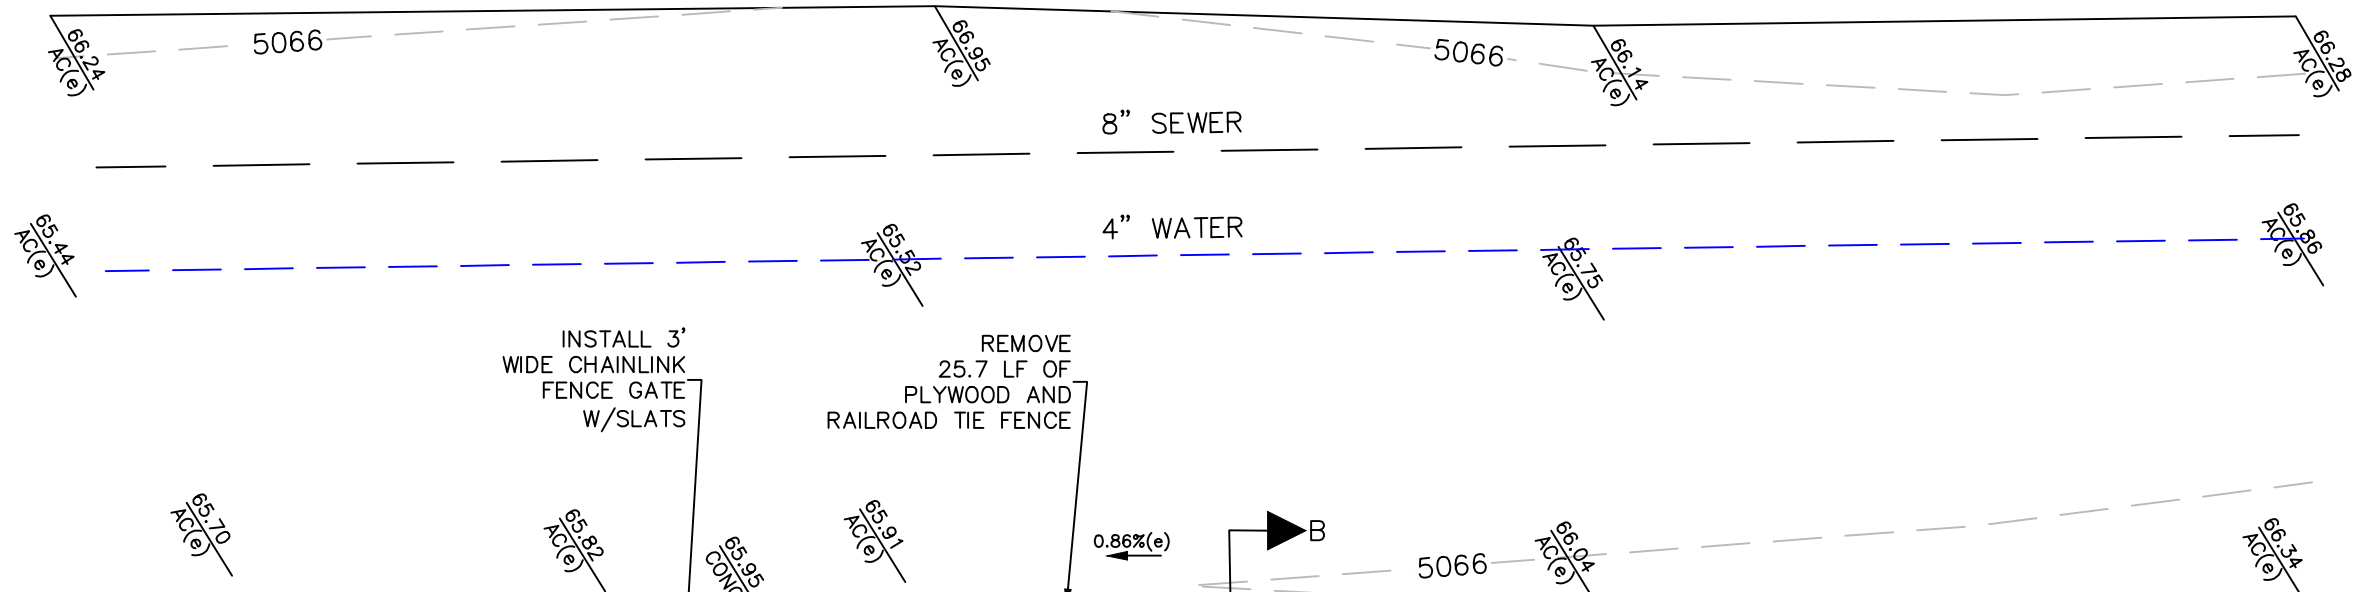 66.24
AC(e)
5066
66.95
AC(e)
5066
66.14
AC(e)
66.28
AC(e)
8" SEWER
4" WATER
65.44
AC(e)
65.52
AC(e)
65.75
AC(e)
65.86
AC(e)
INSTALL 3'
WIDE CHAINLINK
FENCE GATE
W/SLATS
REMOVE
25.7 LF OF
PLYWOOD AND
RAILROAD TIE FENCE
65.70
AC(e)
65.82
AC(e)
65.95
CONC
65.91
AC(e)
0.86%(e)
B
5066
66.04
AC(e)
66.34
AC(e)